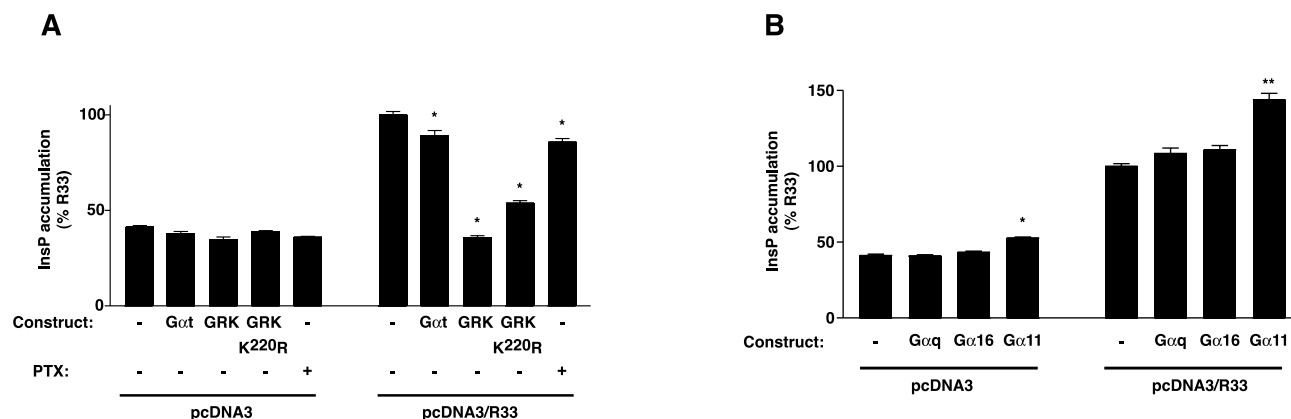 A
InsP accumulation
(% R33)
100
50
0
* * * *
Construct: - Gαt GRK GRK - - Gαt GRK GRK -
K220R K220R
PTX: - - - - + - - - - +
pcDNA3 pcDNA3/R33
B
InsP accumulation
(% R33)
150
100
50
0
* **
Construct: - Gαq Gα16 Gα11 - Gαq Gα16 Gα11
pcDNA3 pcDNA3/R33